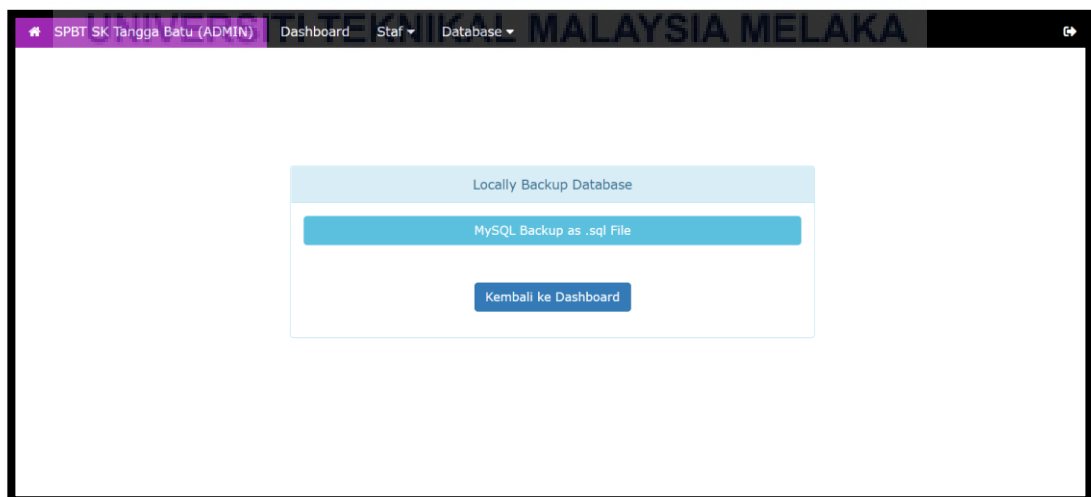 UNIVERSITI TEKNIKAL MALAYSIA MELAKA
SPBT SK Tangga Batu (ADMIN) Dashboard Staf Database
Locally Backup Database
MySQL Backup as .sql File
Kembali ke Dashboard